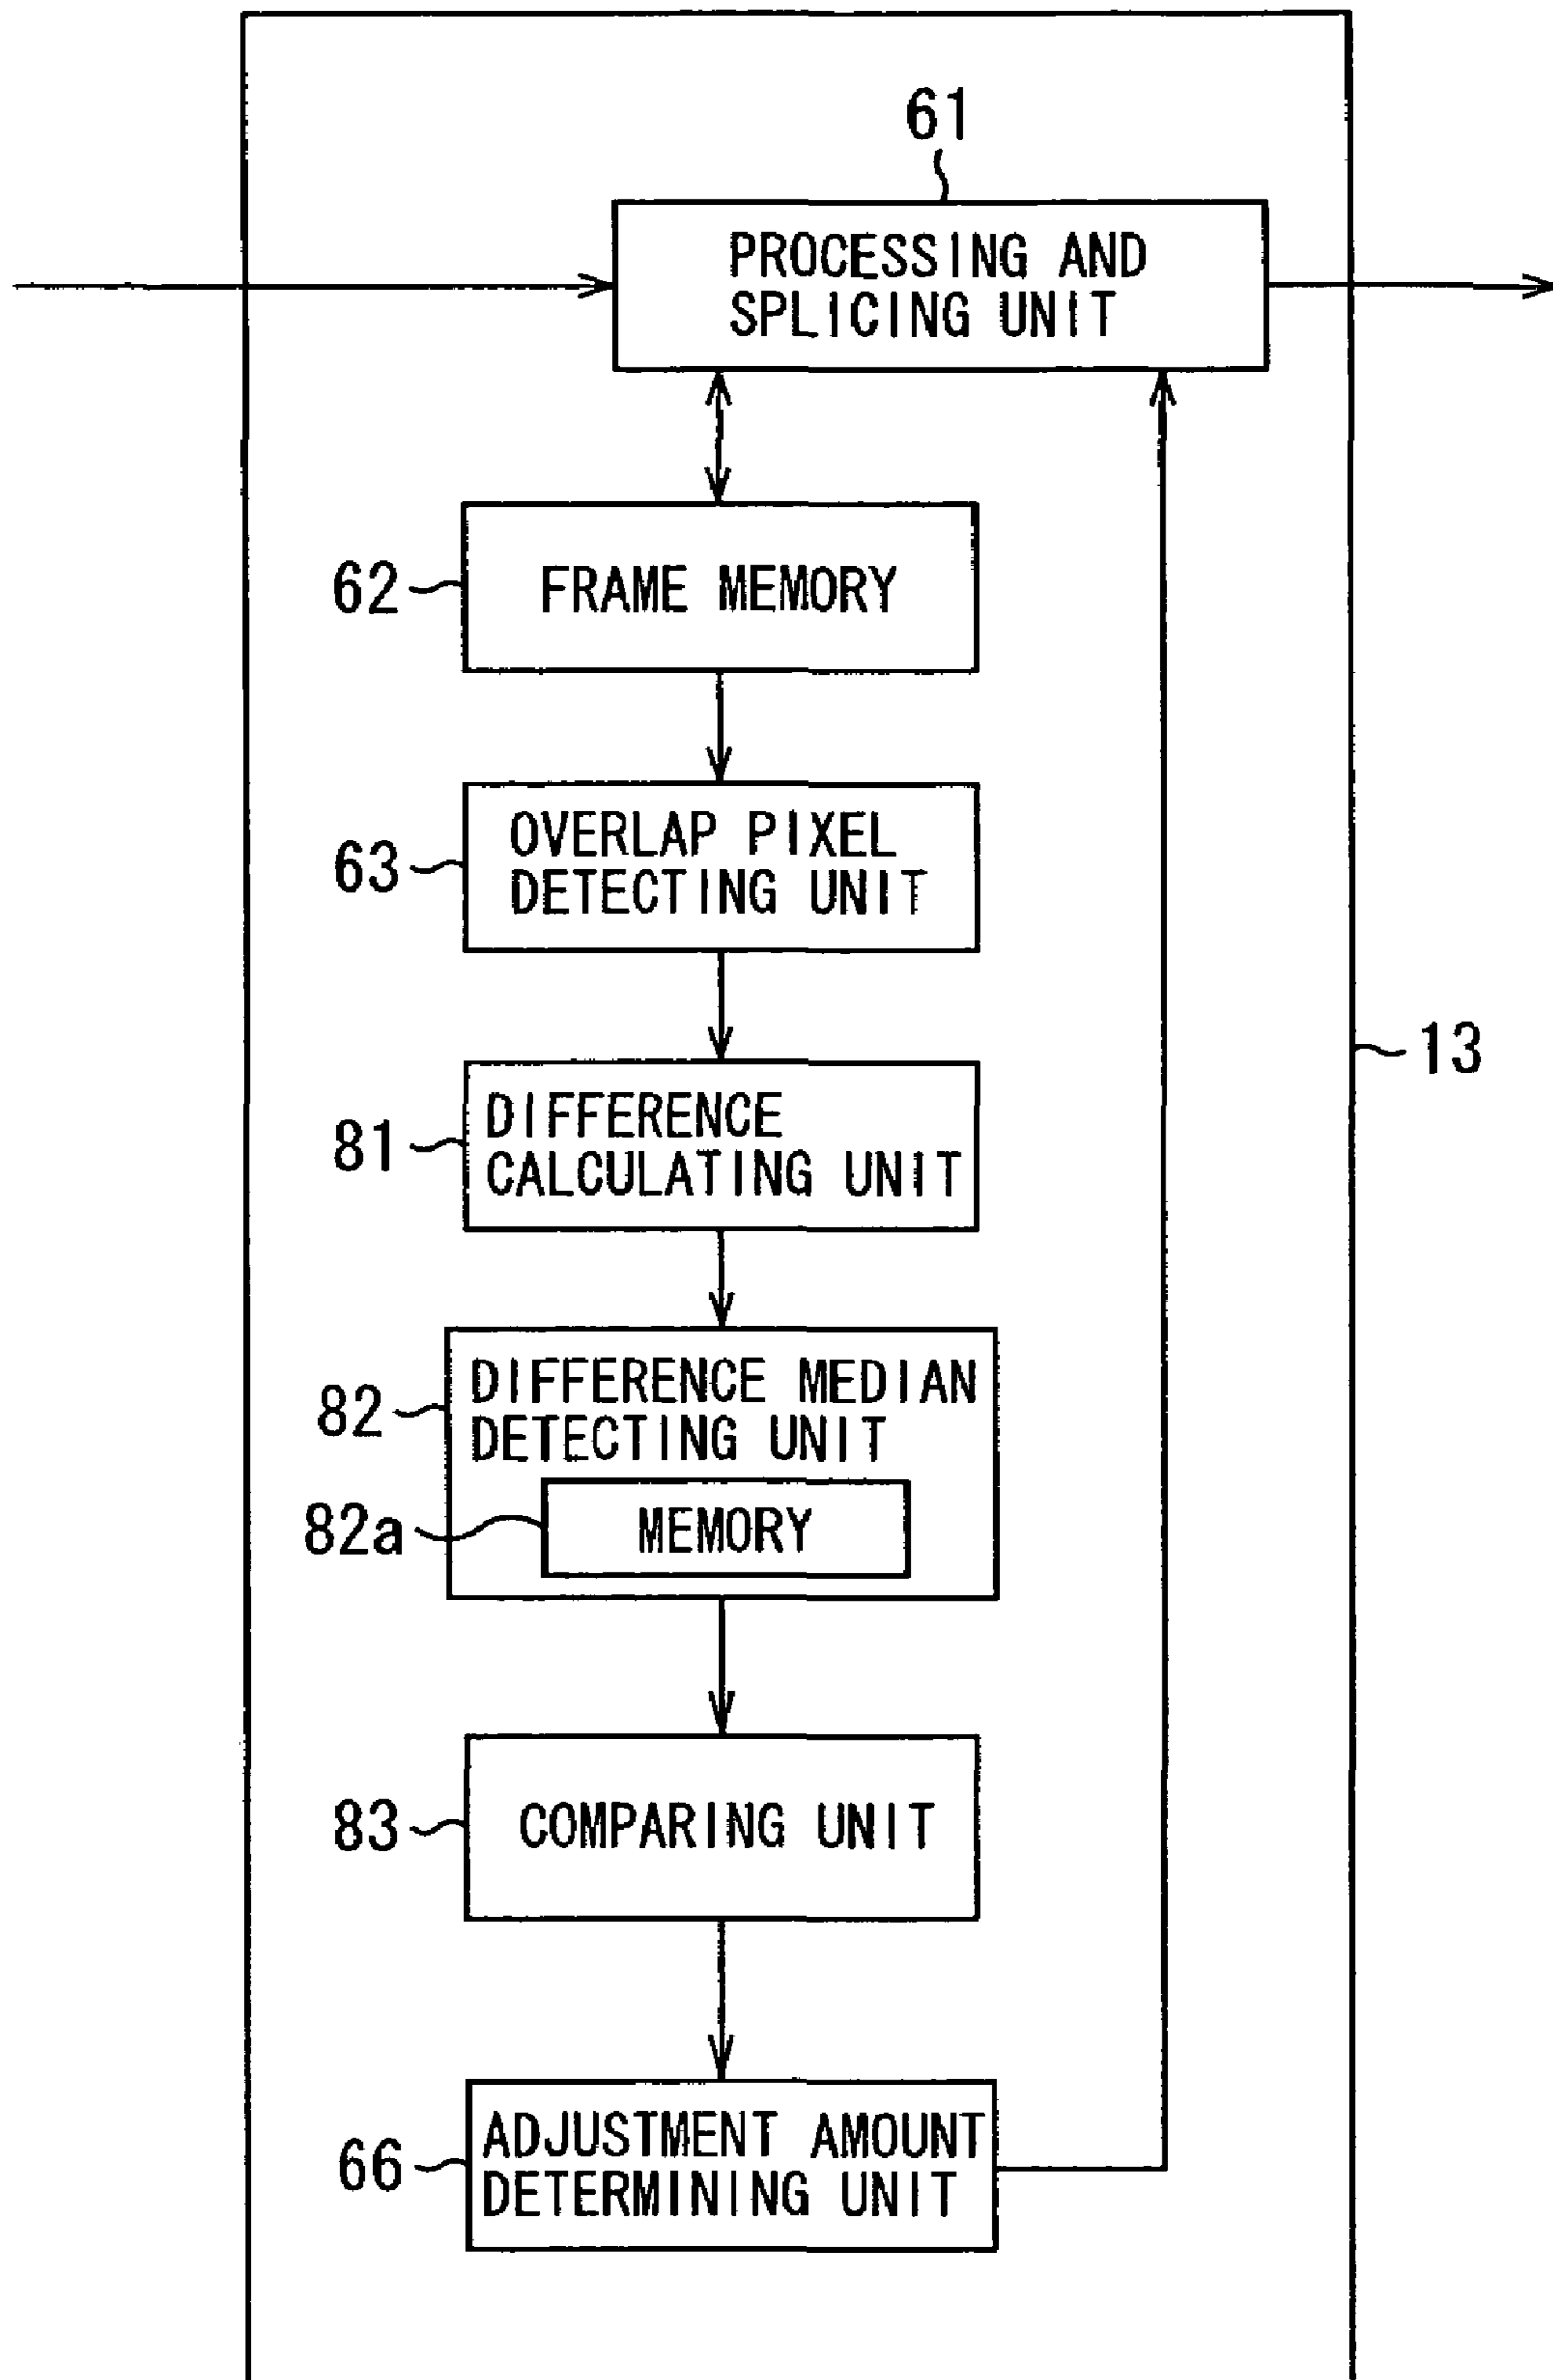 61
PROCESSING AND
SPLICING UNIT
62
FRAME MEMORY
63
OVERLAP PIXEL
DETECTING UNIT
13
81
DIFFERENCE
CALCULATING UNIT
82
DIFFERENCE MEDIAN
DETECTING UNIT
82a
MEMORY
83
COMPARING UNIT
66
ADJUSTMENT AMOUNT
DETERMINING UNIT